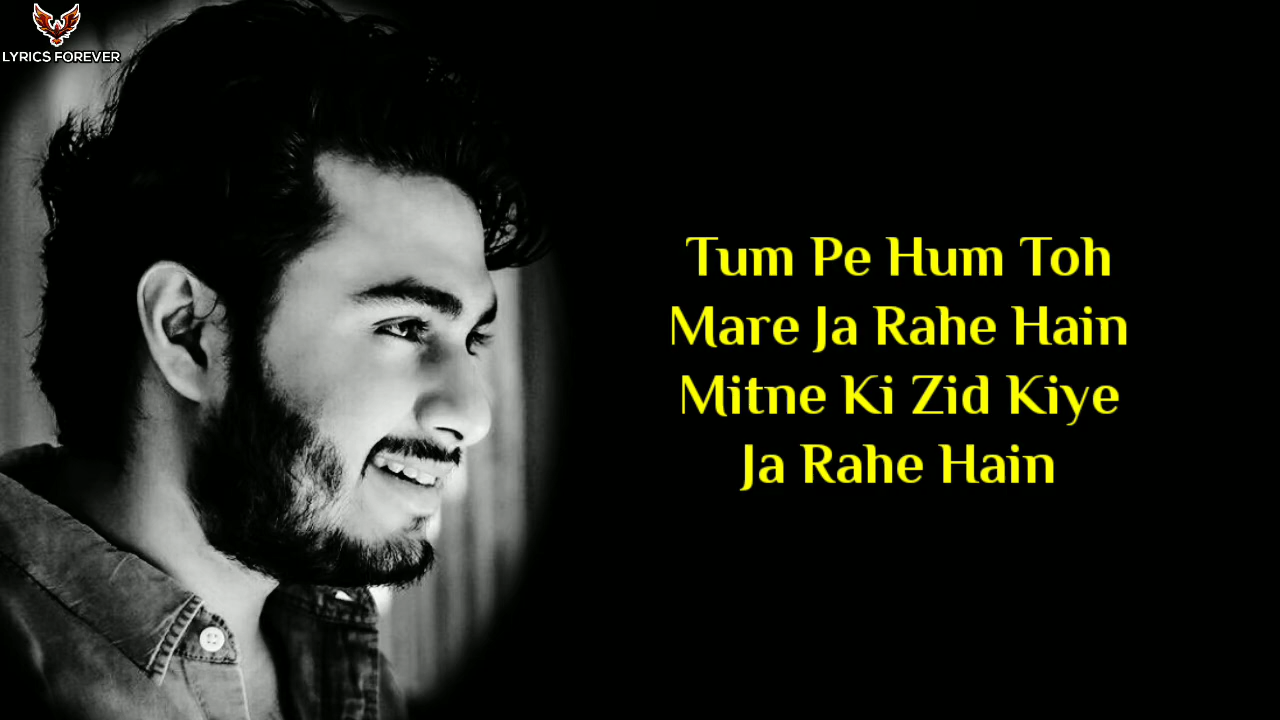 LYRICS FOREVER
Tum Pe Hum Toh
Mare Ja Rahe Hain
Mitne Ki Zid Kiye
Ja Rahe Hain